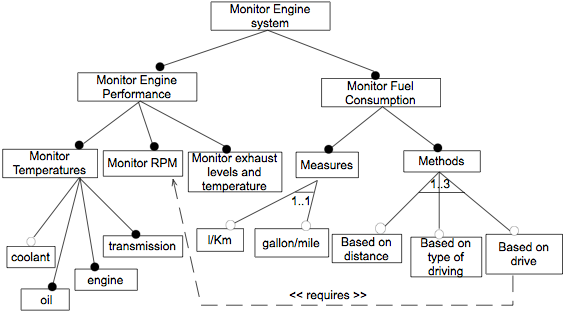 Monitor Engine
system
Monitor Engine
Performance
Monitor Fuel
Consumption
Monitor
Temperatures
Monitor RPM
Monitor exhaust
levels and
temperature
Measures
Methods
1..1
1..3
coolant
oil
engine
transmission
l/Km
gallon/mile
Based on
distance
Based on
type of
driving
Based on
drive
<< requires >>